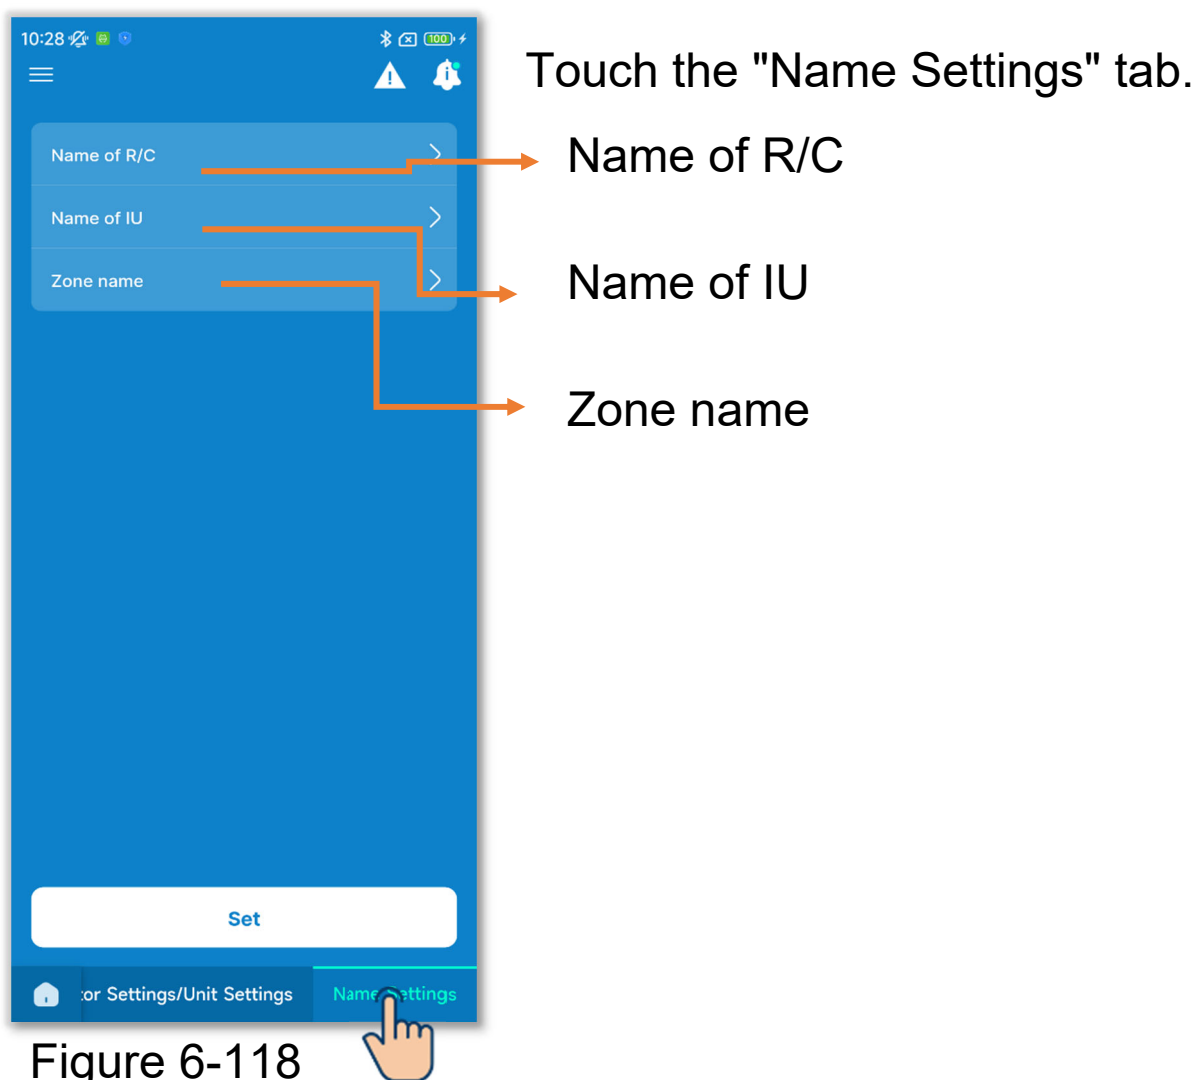 10:28
100
Touch the "Name Settings" tab.
Name of R/C
Name of R/C
Name of IU
Name of IU
Zone name
Zone name
Set
tor Settings/Unit Settings
Name Settings
Figure 6-118